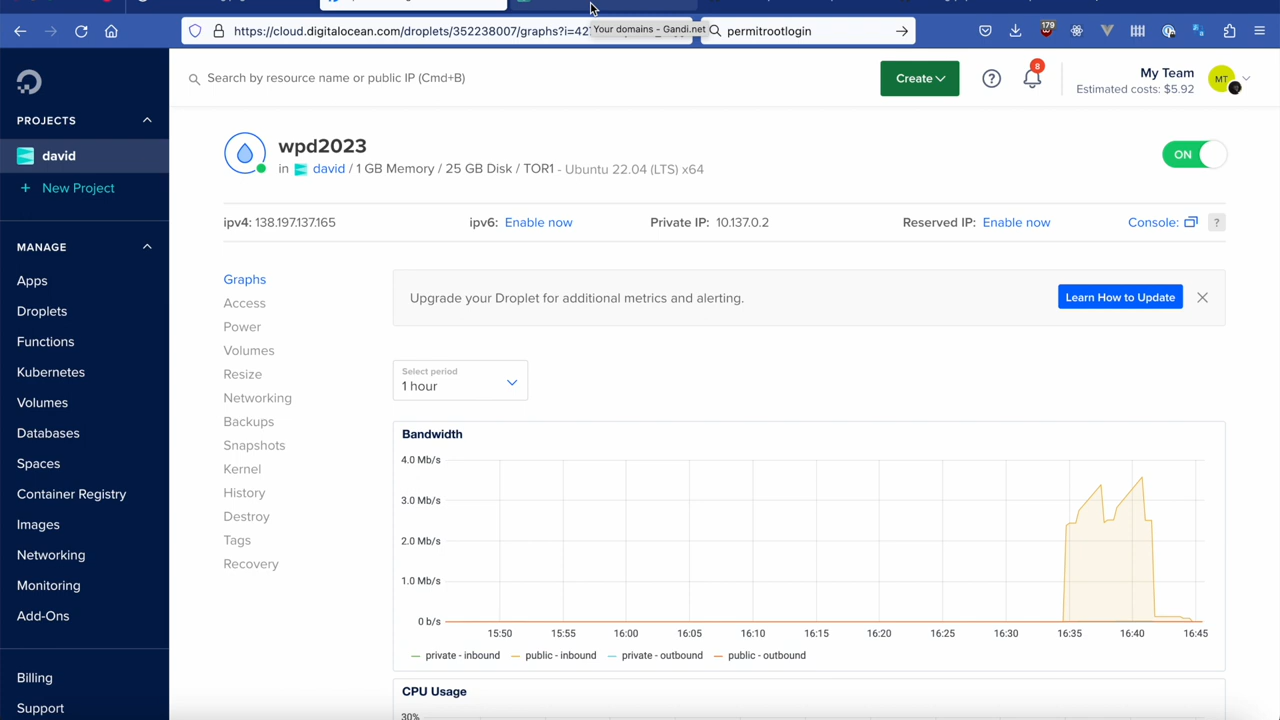 https://cloud.digitalocean.com/droplets/352238007/graphs?i=42
Your domains - Gandi.net
permitrootlogin
179
Search by resource name or public IP (Cmd+B)
Create
8
My Team
Estimated costs: $5.92
MT
PROJECTS
david
+ New Project
MANAGE
Apps
Droplets
Functions
Kubernetes
Volumes
Databases
Spaces
Container Registry
Images
Networking
Monitoring
Add-Ons
Billing
Support
wpd2023
in david / 1 GB Memory / 25 GB Disk / TOR1 - Ubuntu 22.04 (LTS) x64
ON
ipv4: 138.197.137.165
ipv6: Enable now
Private IP: 10.137.0.2
Reserved IP: Enable now
Console:
?
Graphs
Access
Power
Volumes
Resize
Networking
Backups
Snapshots
Kernel
History
Destroy
Tags
Recovery
Upgrade your Droplet for additional metrics and alerting.
Learn How to Update
Select period
1 hour
Bandwidth
4.0 Mb/s
3.0 Mb/s
2.0 Mb/s
1.0 Mb/s
0 b/s
15:50 15:55 16:00 16:05 16:10 16:15 16:20 16:25 16:30 16:35 16:40 16:45
private - inbound public - inbound private - outbound public - outbound
CPU Usage
30%